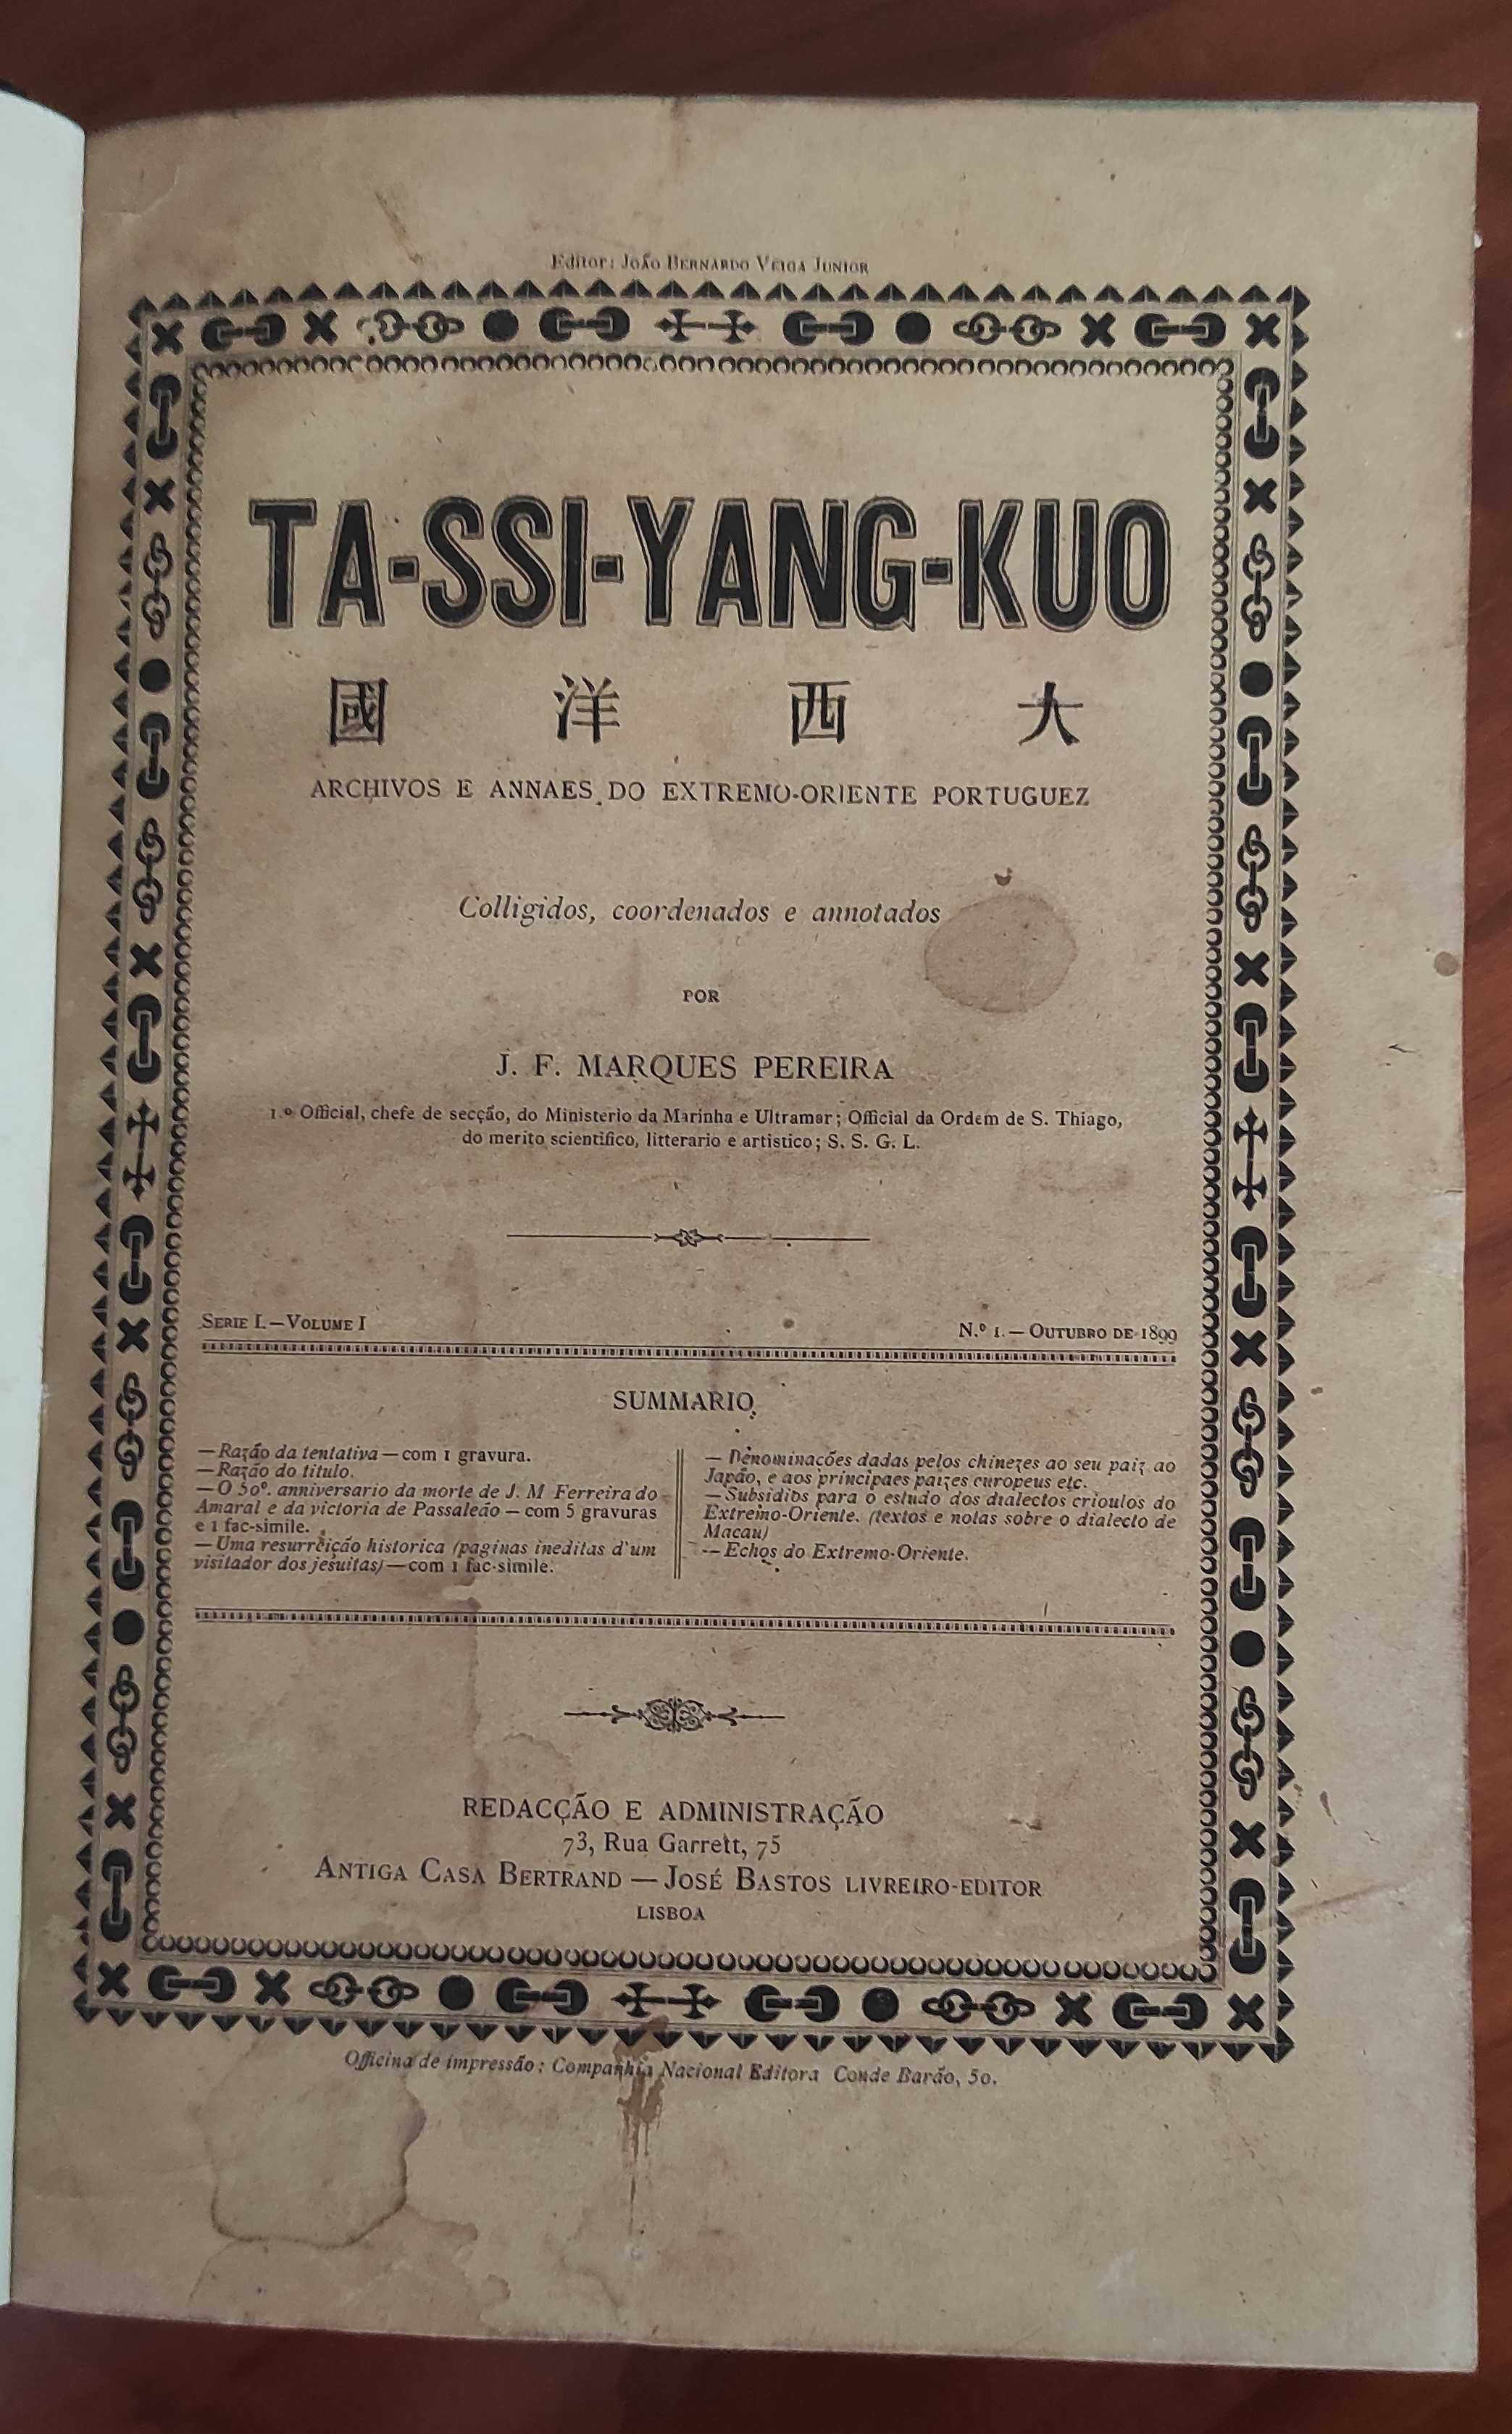 Editor: João Bernardo Veiga Junior
TA-SSI-YANG-KUO
國 洋 西 大
ARCHIVOS E ANNAES DO EXTREMO-ORIENTE PORTUGUEZ
Colligidos, coordenados e annotados
POR
J. F. MARQUES PEREIRA
1.º Official, chefe de secção, do Ministerio da Marinha e Ultramar; Official da Ordem de S. Thiago,
do merito scientifico, litterario e artistico; S. S. G. L.
Serie I.—Volume I
N.º 1.—Outubro de 1899
SUMMARIO
—Razão da tentativa—com 1 gravura.
—Razão do titulo.
—O 50º. anniversario da morte de J. M Ferreira do
Amaral e da victoria de Passaleão—com 5 gravuras
e 1 fac-simile.
—Uma resurreição historica (paginas ineditas d'um
visitador dos jesuitas)—com 1 fac-simile.
—Denominações dadas pelos chinezes ao seu paiz ao
Japão, e aos principaes paizes europeus etc.
—Subsidios para o estudo dos dialectos crioulos do
Extremo-Oriente. (textos e notas sobre o dialecto de
Macau)
—Echos do Extremo-Oriente.
REDACÇÃO E ADMINISTRAÇÃO
73, Rua Garrett, 75
Antiga Casa Bertrand—José Bastos livreiro-editor
LISBOA
Officina de impressão: Companhia Nacional Editora Conde Barão, 50.